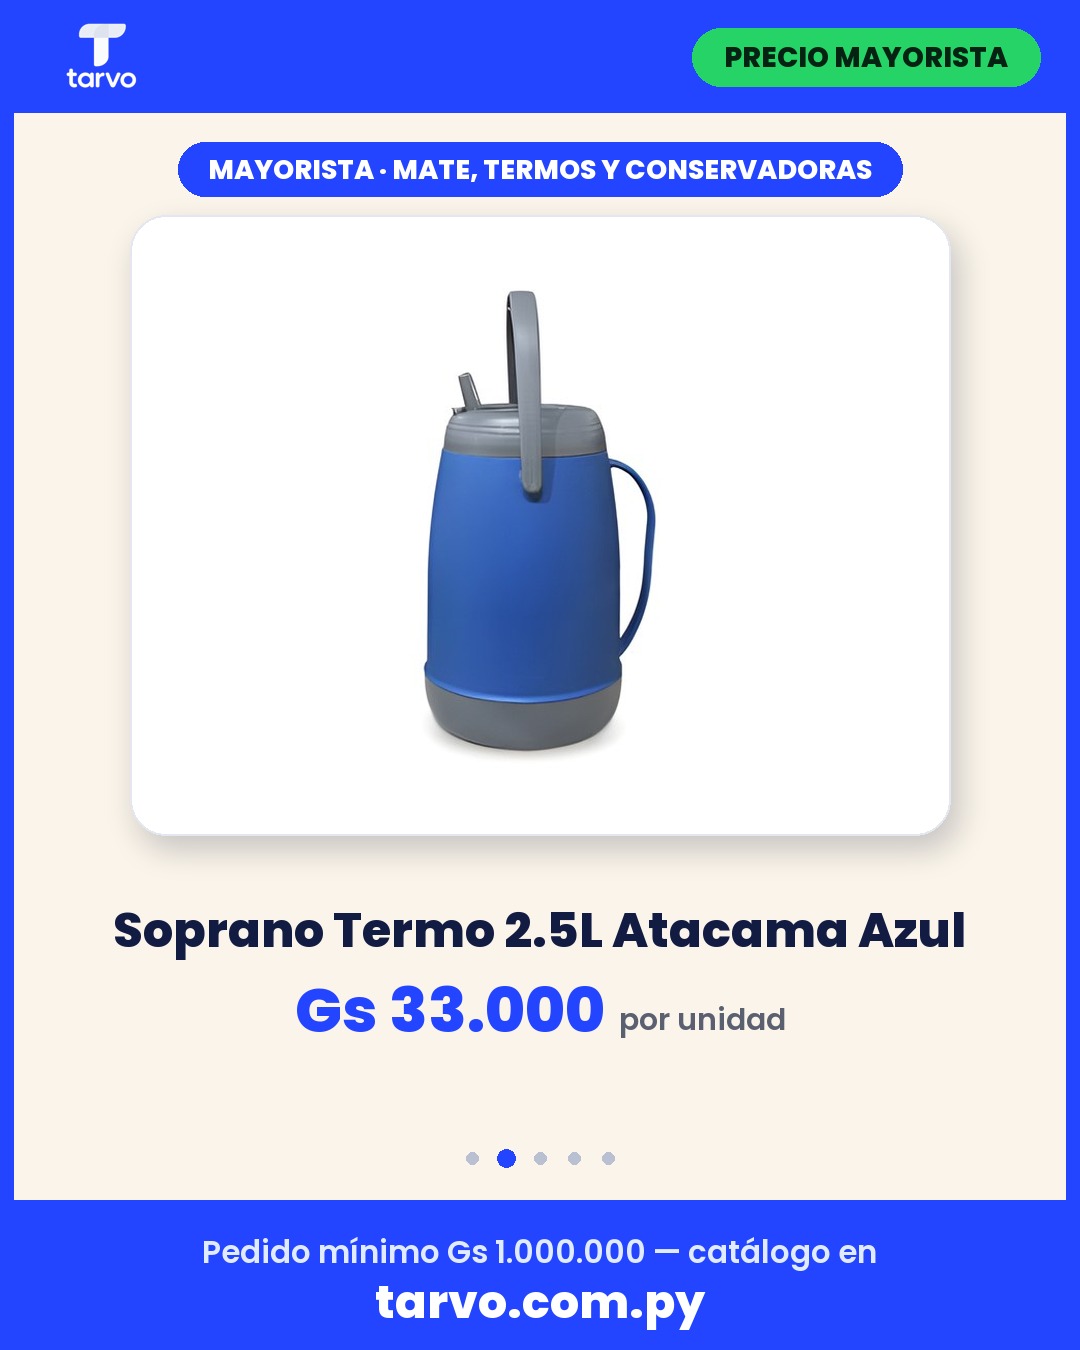 tarvo
PRECIO MAYORISTA
MAYORISTA · MATE, TERMOS Y CONSERVADORAS
Soprano Termo 2.5L Atacama Azul
Gs 33.000 por unidad
Pedido mínimo Gs 1.000.000 — catálogo en
tarvo.com.py